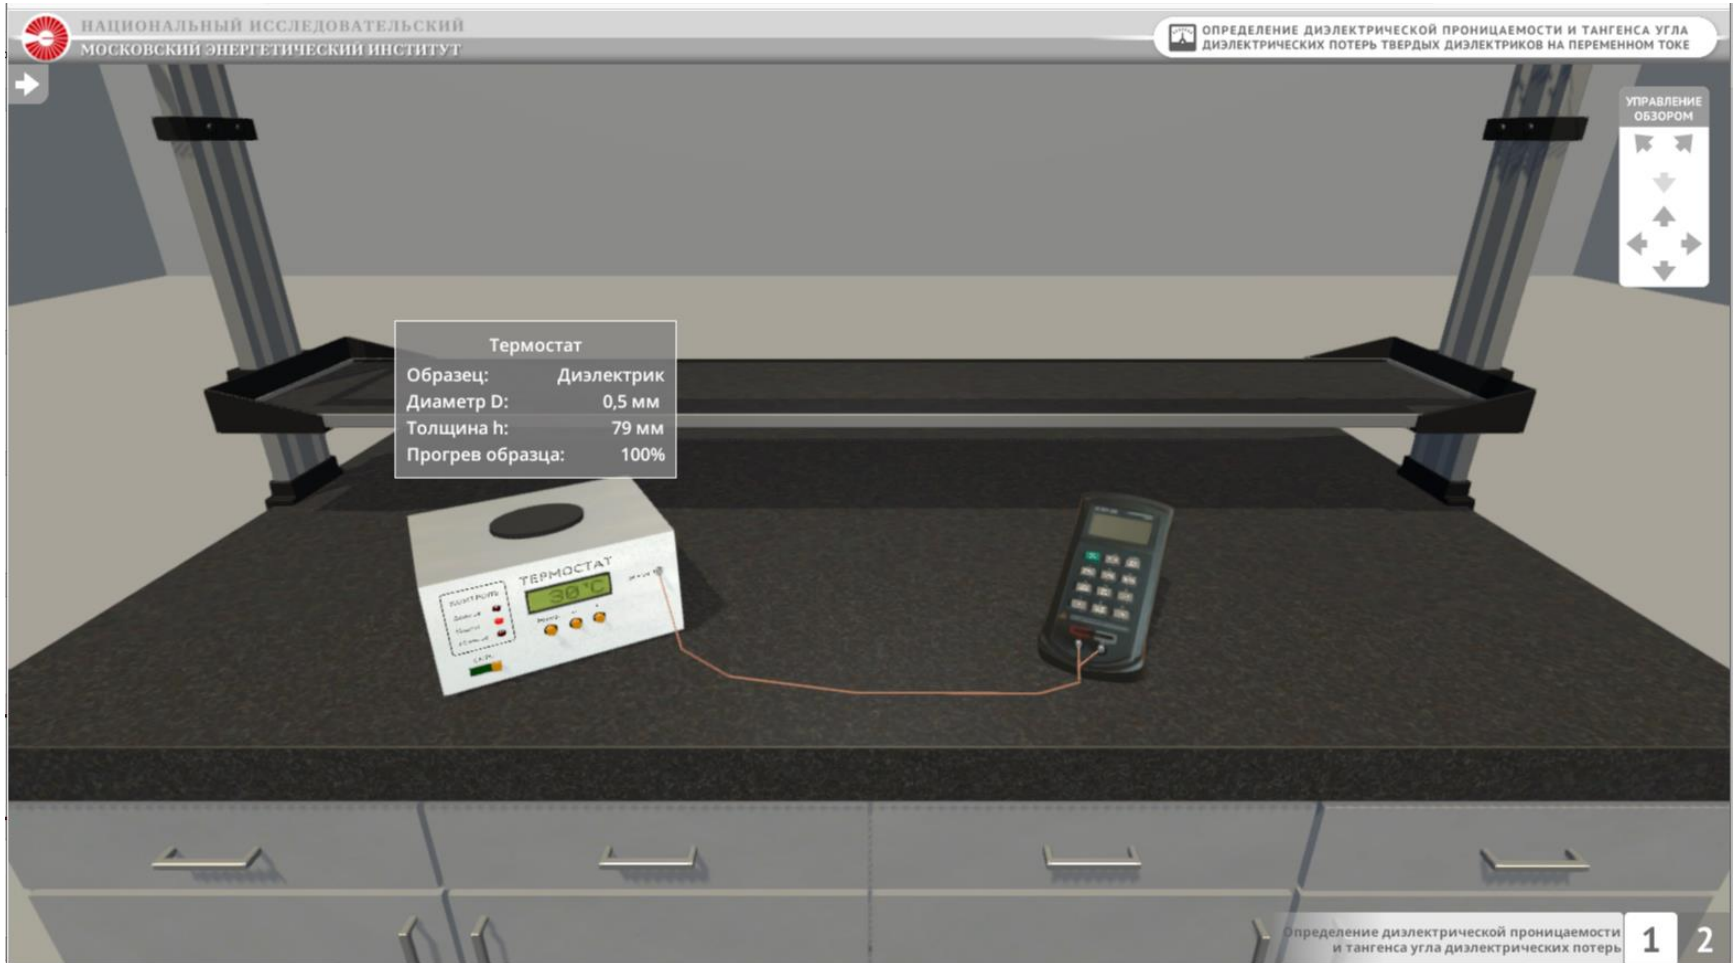 НАЦИОНАЛЬНЫЙ ИССЛЕДОВАТЕЛЬСКИЙ
МОСКОВСКИЙ ЭНЕРГЕТИЧЕСКИЙ ИНСТИТУТ
ОПРЕДЕЛЕНИЕ ДИЭЛЕКТРИЧЕСКОЙ ПРОНИЦАЕМОСТИ И ТАНГЕНСА УГЛА
ДИЭЛЕКТРИЧЕСКИХ ПОТЕРЬ ТВЕРДЫХ ДИЭЛЕКТРИКОВ НА ПЕРЕМЕННОМ ТОКЕ
УПРАВЛЕНИЕ
ОБЗОРОМ
Термостат
Образец: Диэлектрик
Диаметр D: 0,5 мм
Толщина h: 79 мм
Прогрев образца: 100%
ТЕРМОСТАТ
30°C
Определение диэлектрической проницаемости
и тангенса угла диэлектрических потерь
1
2